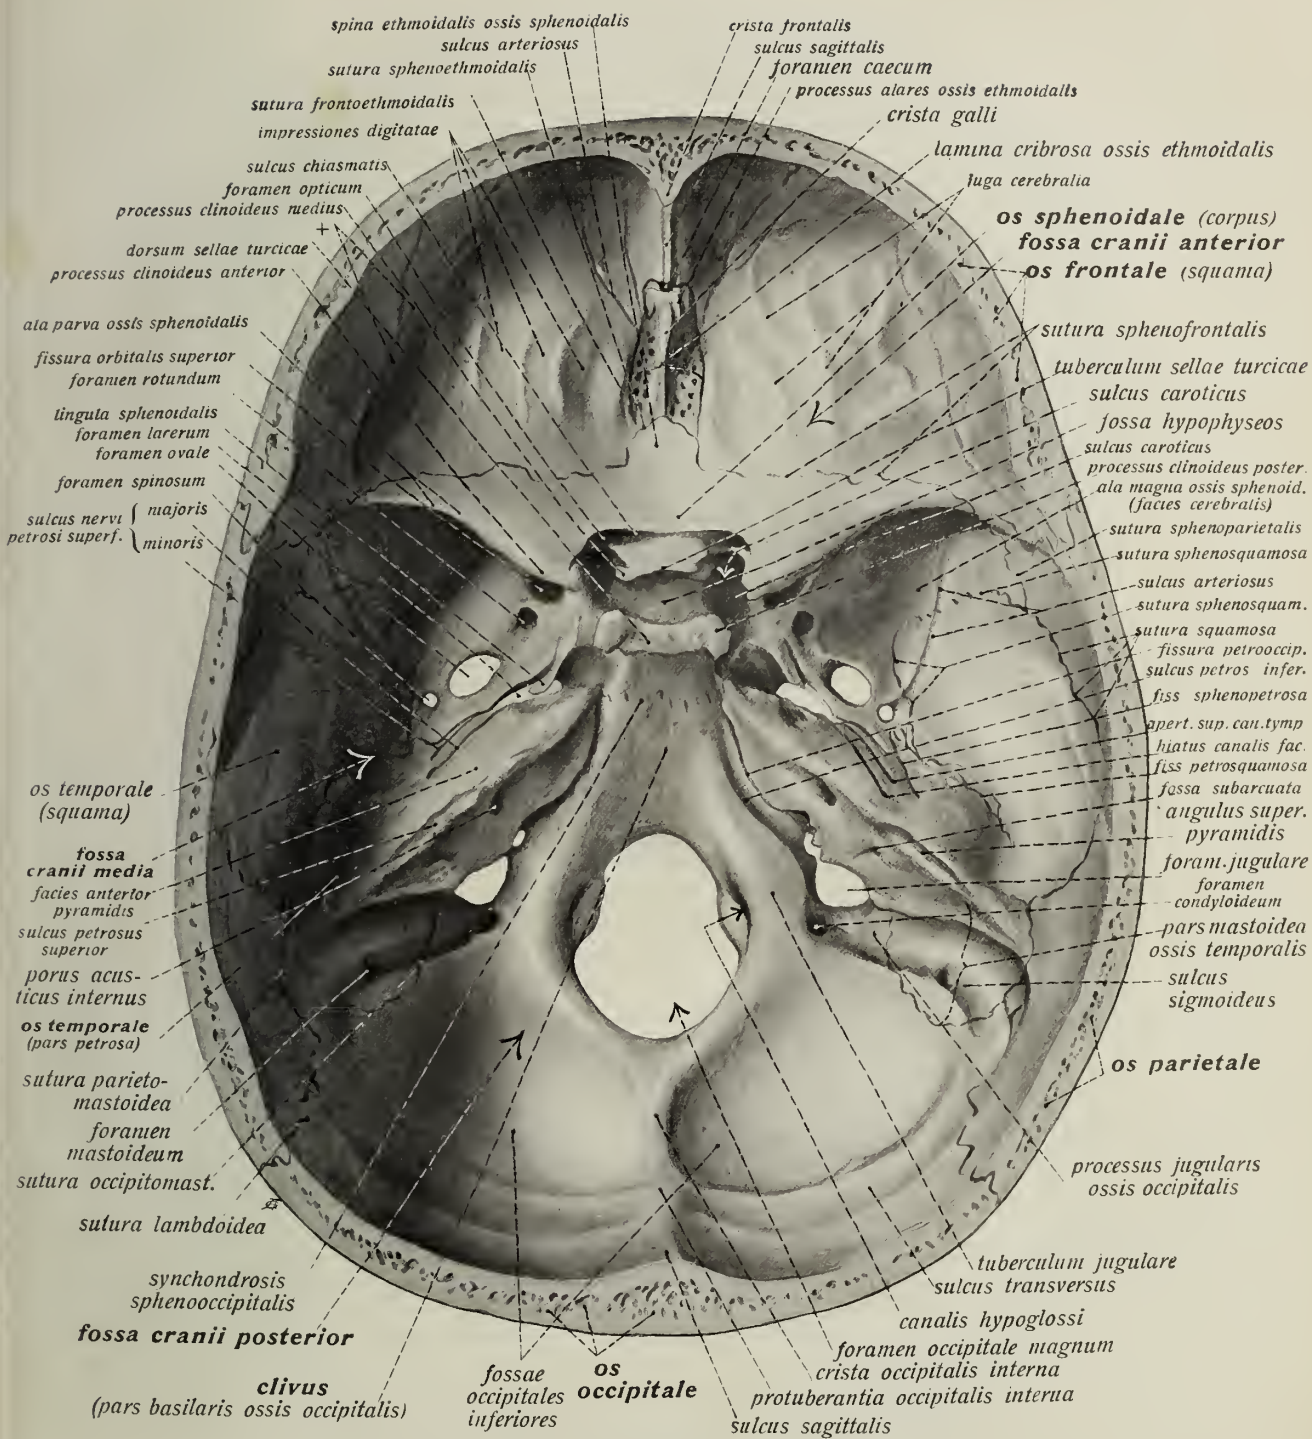 spina ethmoidalis ossis sphenoidalis
sulcus arteriosus
sutura sphenoethmoidalis
sutura frontoethmoidalis
impressiones digitatae
sulcus chiasmatis
foramen opticum
processus clinoideus medius
+
dorsum sellae turcicae
processus clinoideus anterior
ala parva ossis sphenoidalis
fissura orbitalis superior
foramen rotundum
lingula sphenoidalis
foramen lacerum
foramen ovale
foramen spinosum
sulcus nervi { majoris
petrosi superf. { minoris
os temporale
(squama)
fossa
cranii media
facies anterior
pyramidis
sulcus petrosus
superior
porus acus-
ticus internus
os temporale
(pars petrosa)
sutura parieto-
mastoidea
foramen
mastoideum
sutura occipitomast.
sutura lambdoidea
synchondrosis
sphenooccipitalis
fossa cranii posterior
clivus
(pars basilaris ossis occipitalis)
fossae
occipitales
inferiores
os
occipitale
crista frontalis
sulcus sagittalis
foramen caecum
processus alares ossis ethmoidalis
crista galli
lamina cribrosa ossis ethmoidalis
juga cerebralia
os sphenoidale (corpus)
fossa cranii anterior
os frontale (squama)
sutura sphenofrontalis
tuberculum sellae turcicae
sulcus caroticus
fossa hypophyseos
sulcus caroticus
processus clinoideus poster.
ala magna ossis sphenoid.
(facies cerebralis)
sutura sphenoparietalis
sutura sphenosquamosa
sulcus arteriosus
sutura sphenosquam.
sutura squamosa
fissura petrooccip.
sulcus petros infer.
fiss sphenopetrosa
apert. sup. can. tymp
hiatus canalis fac.
fiss petrosquamosa
fossa subarcuata
angulus super.
pyramidis
foram. jugulare
foramen
condyloideum
pars mastoidea
ossis temporalis
sulcus
sigmoideus
os parietale
processus jugularis
ossis occipitalis
tuberculum jugulare
sulcus transversus
canalis hypoglossi
foramen occipitale magnum
crista occipitalis interna
protuberantia occipitalis interna
sulcus sagittalis